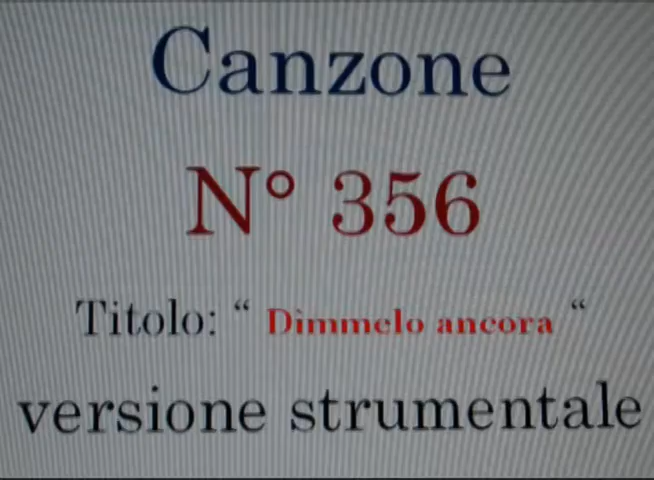 Canzone
N° 356
Titolo: “ Dimmelo ancora “
versione strumentale